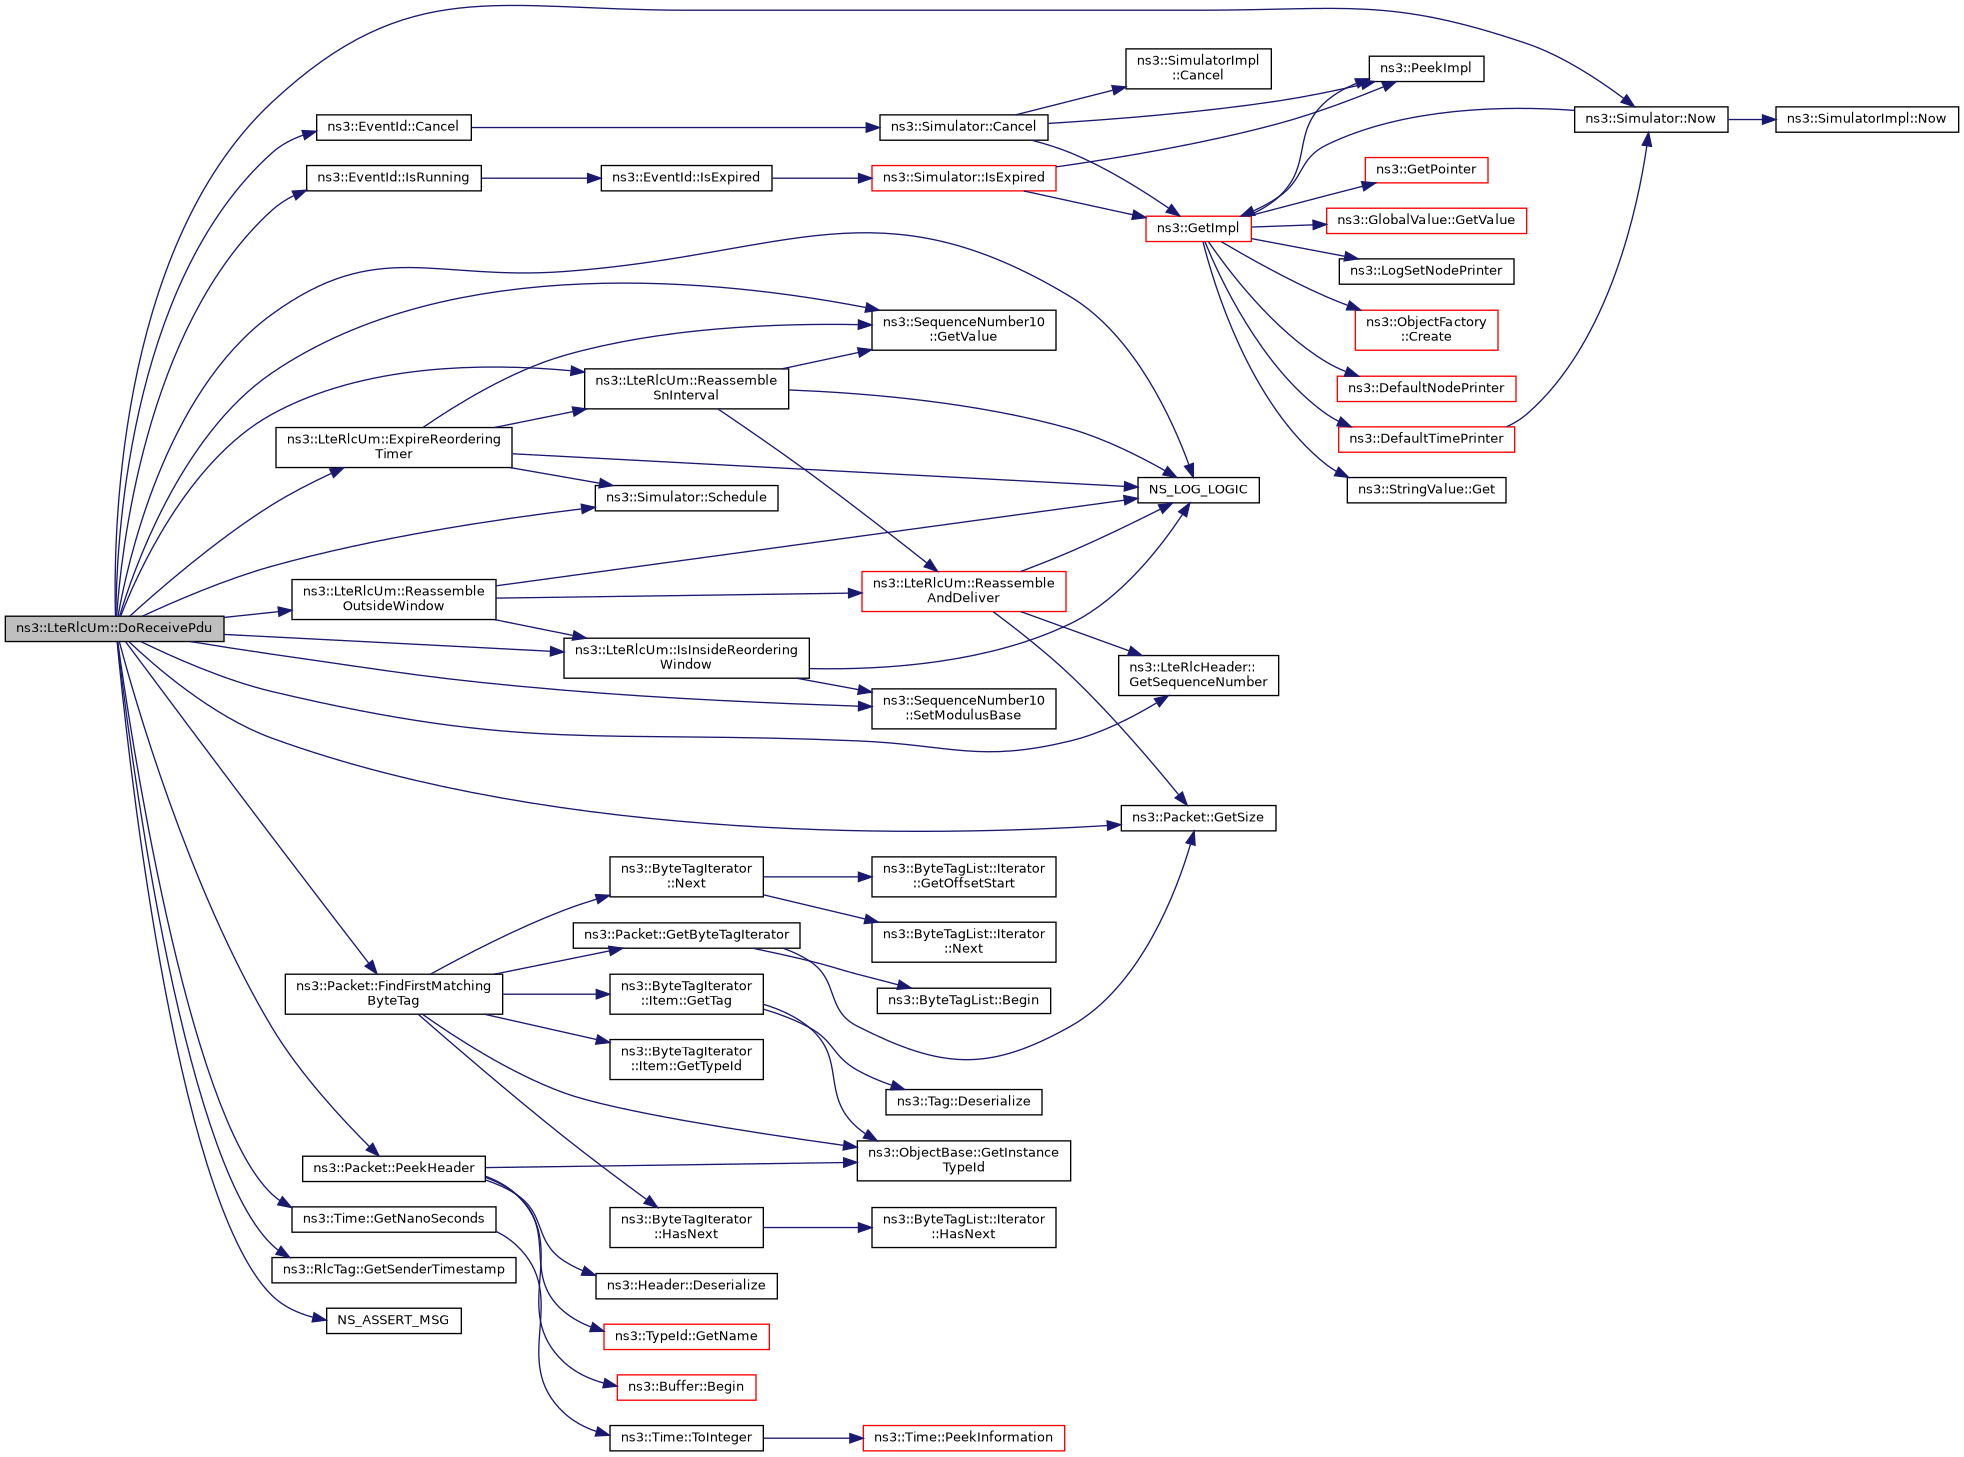 ns3::LteRlcUm::DoReceivePdu
ns3::EventId::Cancel
ns3::EventId::IsRunning
ns3::LteRlcUm::ExpireReordering
Timer
ns3::LteRlcUm::Reassemble
OutsideWindow
ns3::Packet::FindFirstMatching
ByteTag
ns3::Packet::PeekHeader
ns3::Time::GetNanoSeconds
ns3::RlcTag::GetSenderTimestamp
NS_ASSERT_MSG
ns3::EventId::IsExpired
ns3::LteRlcUm::Reassemble
SnInterval
ns3::Simulator::Schedule
ns3::LteRlcUm::IsInsideReordering
Window
ns3::ByteTagIterator
::Next
ns3::Packet::GetByteTagIterator
ns3::ByteTagIterator
::Item::GetTag
ns3::ByteTagIterator
::Item::GetTypeId
ns3::ByteTagIterator
::HasNext
ns3::Header::Deserialize
ns3::TypeId::GetName
ns3::Buffer::Begin
ns3::Time::ToInteger
ns3::Simulator::Cancel
ns3::Simulator::IsExpired
ns3::SequenceNumber10
::GetValue
ns3::LteRlcUm::Reassemble
AndDeliver
ns3::SequenceNumber10
::SetModulusBase
ns3::ByteTagList::Iterator
::GetOffsetStart
ns3::ByteTagList::Iterator
::Next
ns3::ByteTagList::Begin
ns3::Tag::Deserialize
ns3::ObjectBase::GetInstance
TypeId
ns3::ByteTagList::Iterator
::HasNext
ns3::Time::PeekInformation
ns3::SimulatorImpl
::Cancel
ns3::GetImpl
NS_LOG_LOGIC
ns3::LteRlcHeader::
GetSequenceNumber
ns3::Packet::GetSize
ns3::PeekImpl
ns3::GetPointer
ns3::GlobalValue::GetValue
ns3::LogSetNodePrinter
ns3::ObjectFactory
::Create
ns3::DefaultNodePrinter
ns3::DefaultTimePrinter
ns3::StringValue::Get
ns3::Simulator::Now
ns3::SimulatorImpl::Now